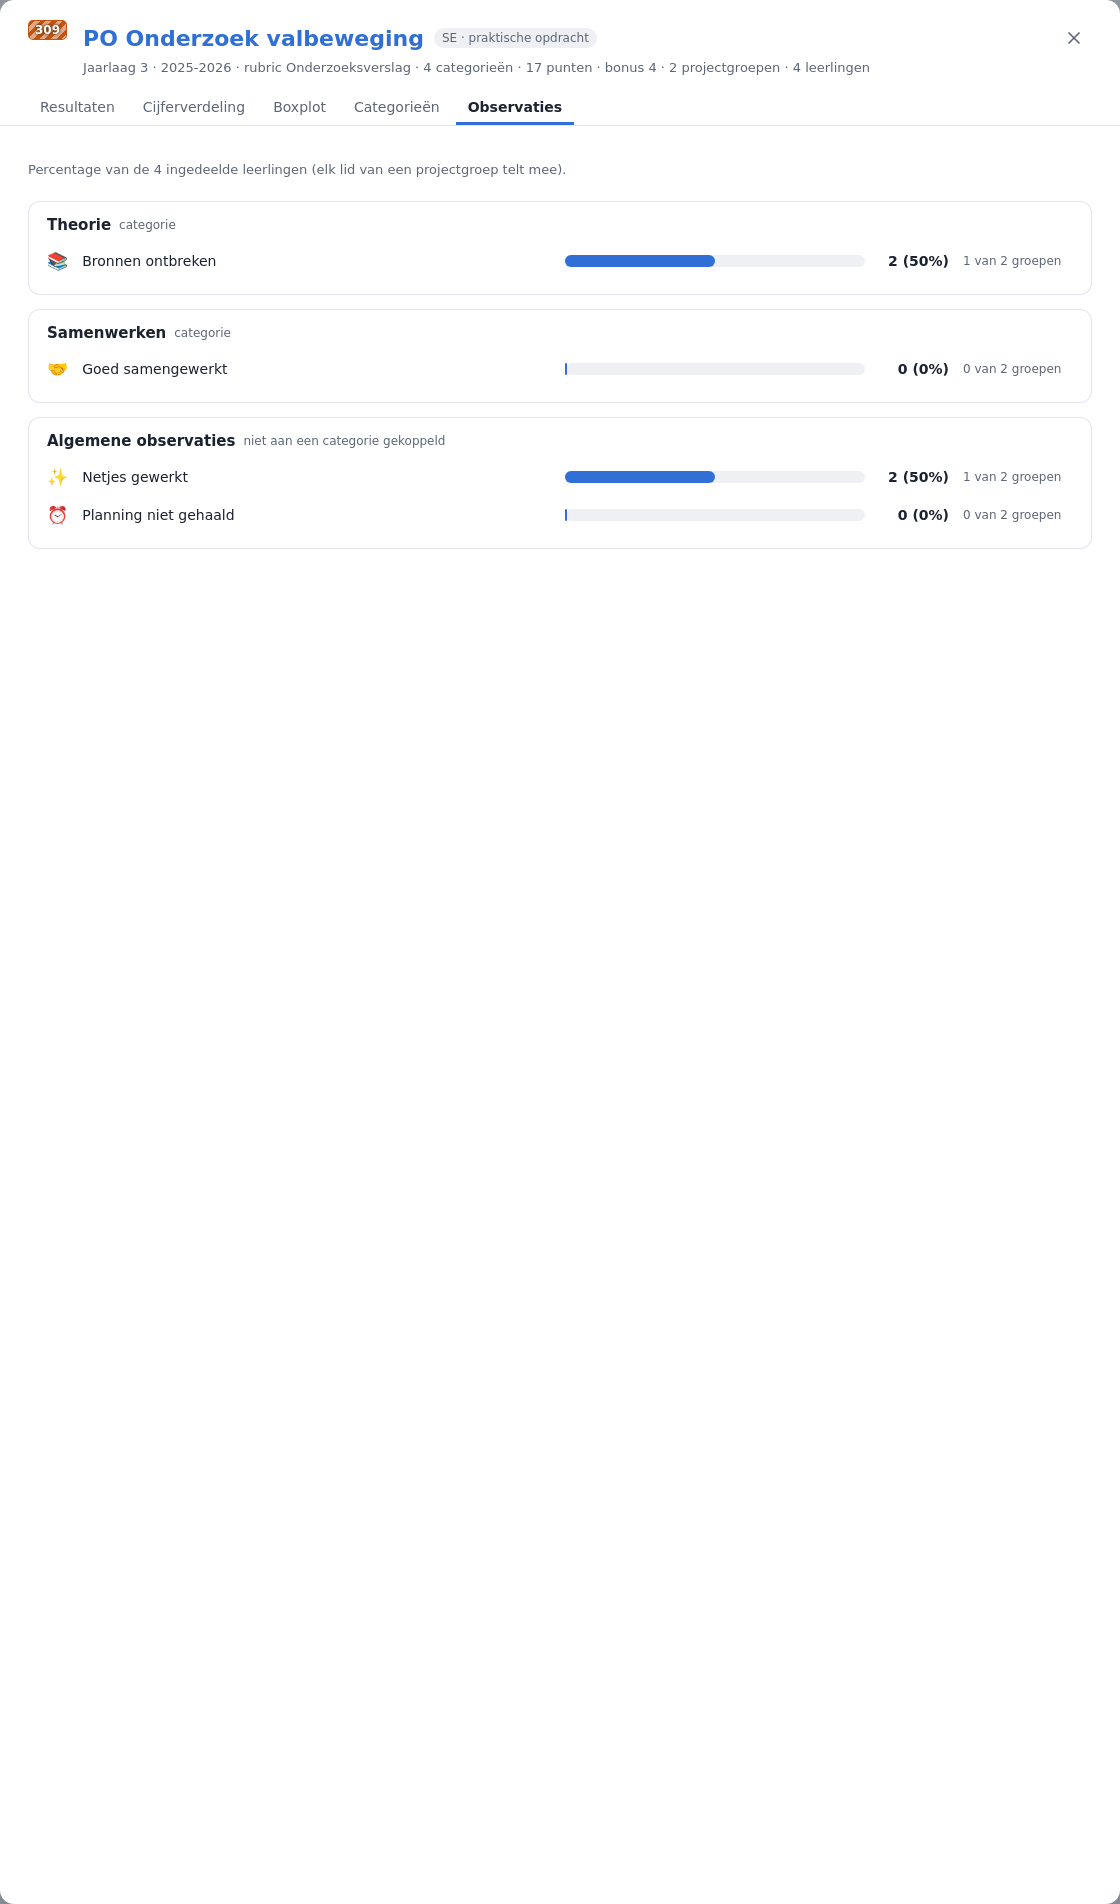 309
PO Onderzoek valbeweging SE · praktische opdracht
Jaarlaag 3 · 2025-2026 · rubric Onderzoeksverslag · 4 categorieën · 17 punten · bonus 4 · 2 projectgroepen · 4 leerlingen
Resultaten Cijferverdeling Boxplot Categorieën Observaties
Percentage van de 4 ingedeelde leerlingen (elk lid van een projectgroep telt mee).
Theorie categorie
Bronnen ontbreken 2 (50%) 1 van 2 groepen
Samenwerken categorie
Goed samengewerkt 0 (0%) 0 van 2 groepen
Algemene observaties niet aan een categorie gekoppeld
Netjes gewerkt 2 (50%) 1 van 2 groepen
Planning niet gehaald 0 (0%) 0 van 2 groepen